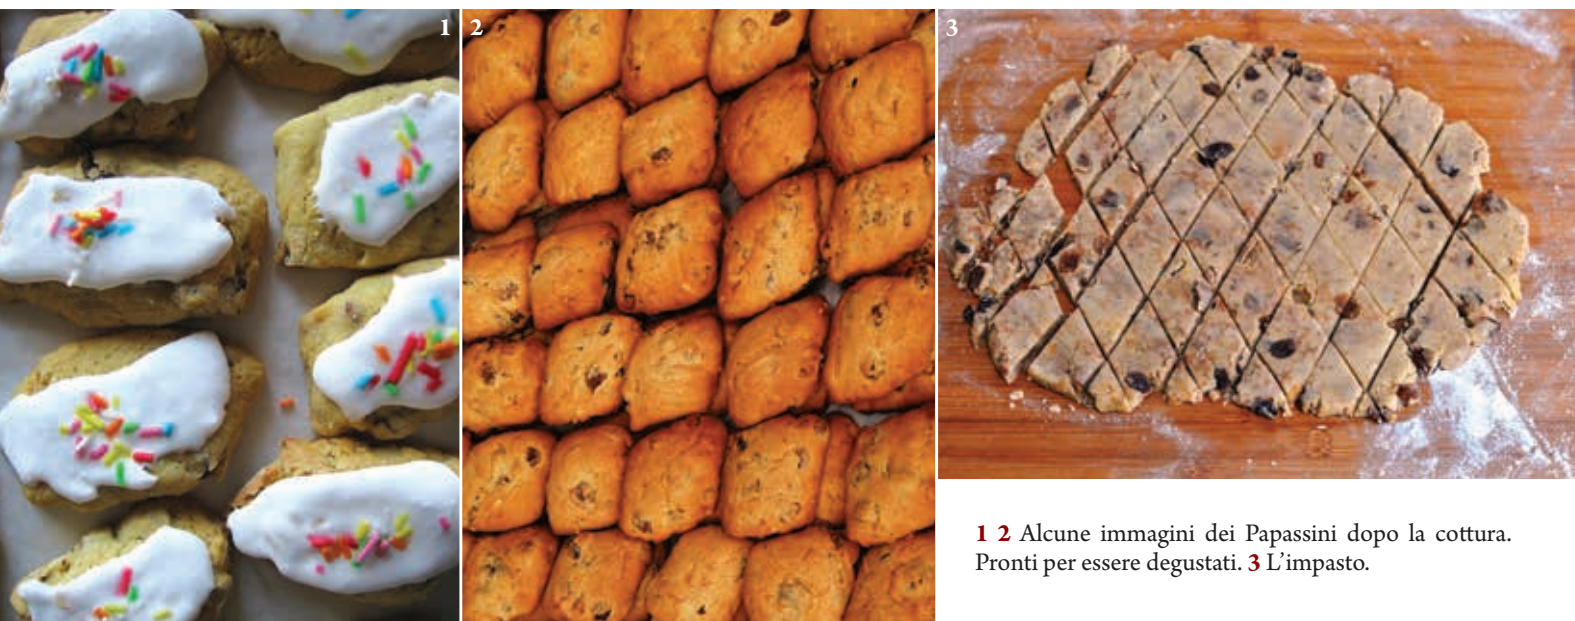 1
2
3
1 2 Alcune immagini dei Papassini dopo la cottura.
Pronti per essere degustati. 3 L'impasto.